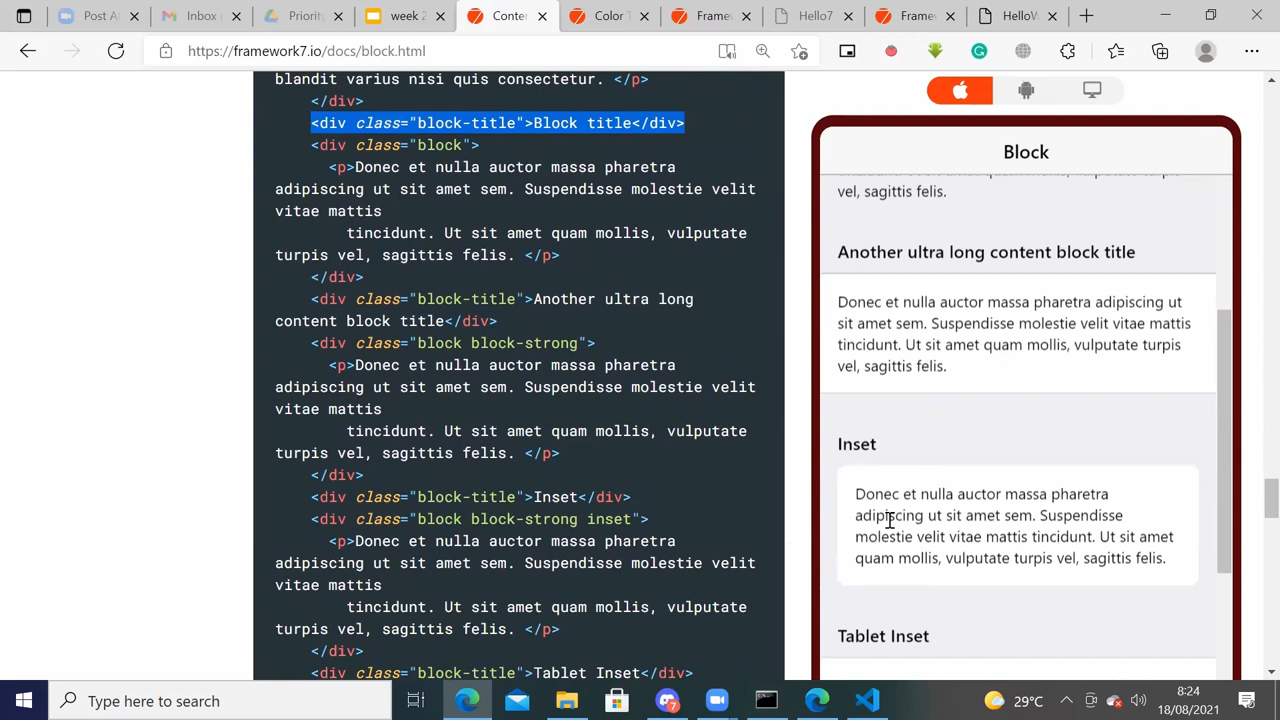 Post A
Inbox
Priorit
week 2
Conten
Color T
Framew
Hello7
Framew
HelloW
https://framework7.io/docs/block.html
blandit varius nisi quis consectetur. </p>
</div>
<div class="block-title">Block title</div>
<div class="block">
<p>Donec et nulla auctor massa pharetra
adipiscing ut sit amet sem. Suspendisse molestie velit
vitae mattis
tincidunt. Ut sit amet quam mollis, vulputate
turpis vel, sagittis felis. </p>
</div>
<div class="block-title">Another ultra long
content block title</div>
<div class="block block-strong">
<p>Donec et nulla auctor massa pharetra
adipiscing ut sit amet sem. Suspendisse molestie velit
vitae mattis
tincidunt. Ut sit amet quam mollis, vulputate
turpis vel, sagittis felis. </p>
</div>
<div class="block-title">Inset</div>
<div class="block block-strong inset">
<p>Donec et nulla auctor massa pharetra
adipiscing ut sit amet sem. Suspendisse molestie velit
vitae mattis
tincidunt. Ut sit amet quam mollis, vulputate
turpis vel, sagittis felis. </p>
</div>
<div class="block-title">Tablet Inset</div>
Block
vel, sagittis felis.
Another ultra long content block title
Donec et nulla auctor massa pharetra adipiscing ut
sit amet sem. Suspendisse molestie velit vitae mattis
tincidunt. Ut sit amet quam mollis, vulputate turpis
vel, sagittis felis.
Inset
Donec et nulla auctor massa pharetra
adipiscing ut sit amet sem. Suspendisse
molestie velit vitae mattis tincidunt. Ut sit amet
quam mollis, vulputate turpis vel, sagittis felis.
Tablet Inset
Type here to search
7
29°C
8:24
18/08/2021